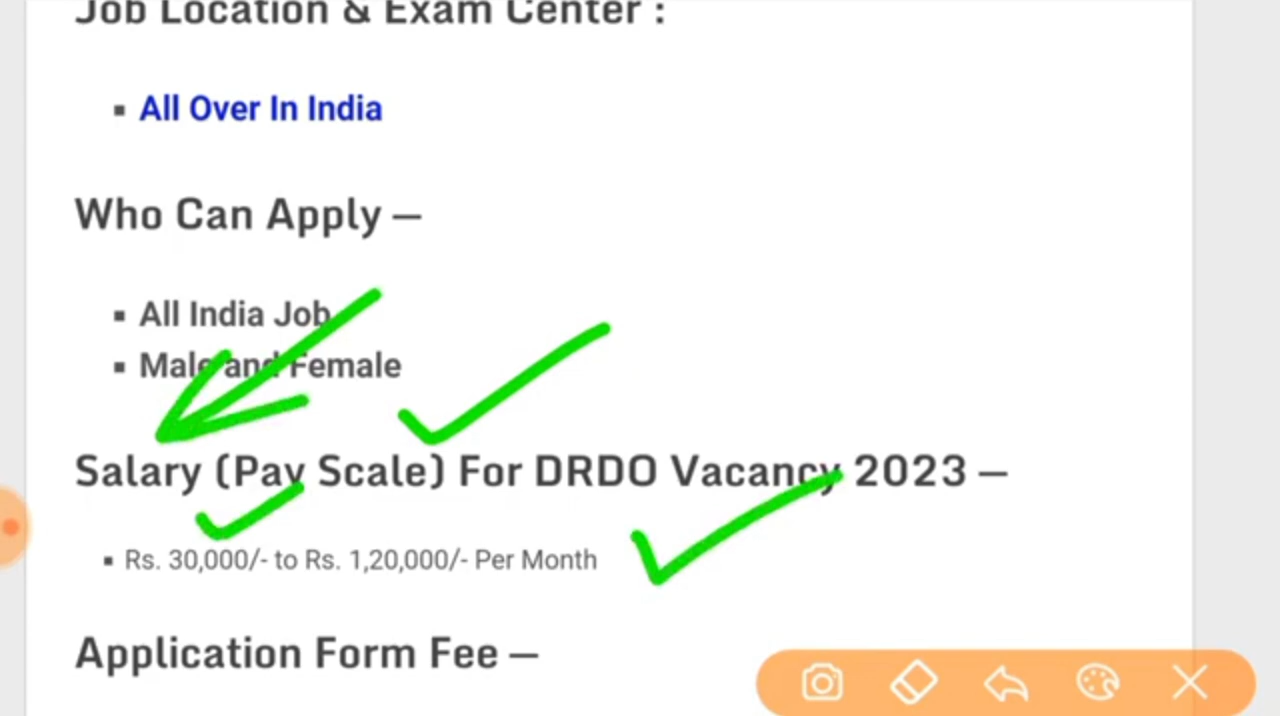 Job Location & Exam Center :
All Over In India
Who Can Apply —
All India Job
Male and Female
Salary (Pay Scale) For DRDO Vacancy 2023 —
Rs. 30,000/- to Rs. 1,20,000/- Per Month
Application Form Fee —